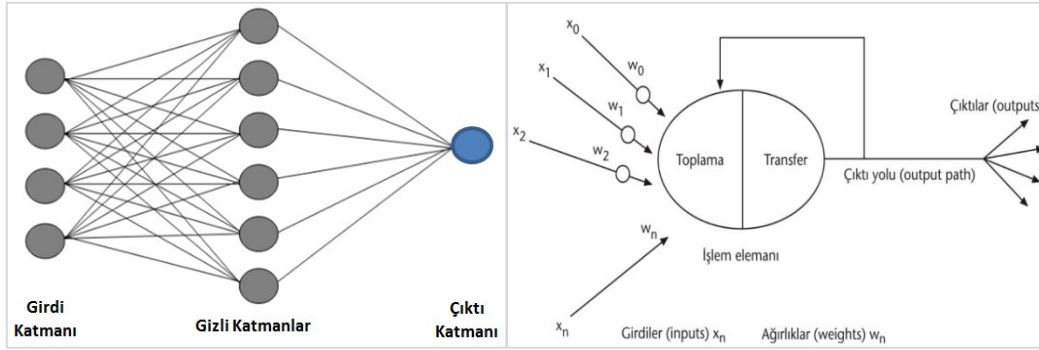 Girdi
Katmanı
Gizli Katmanlar
Çıktı
Katmanı
x0
w0
x1
w1
x2
w2
Toplama
Transfer
Çıktılar (outputs
Çıktı yolu (output path)
wn
İşlem elemanı
xn
Girdiler (inputs) xn
Ağırlıklar (weights) wn